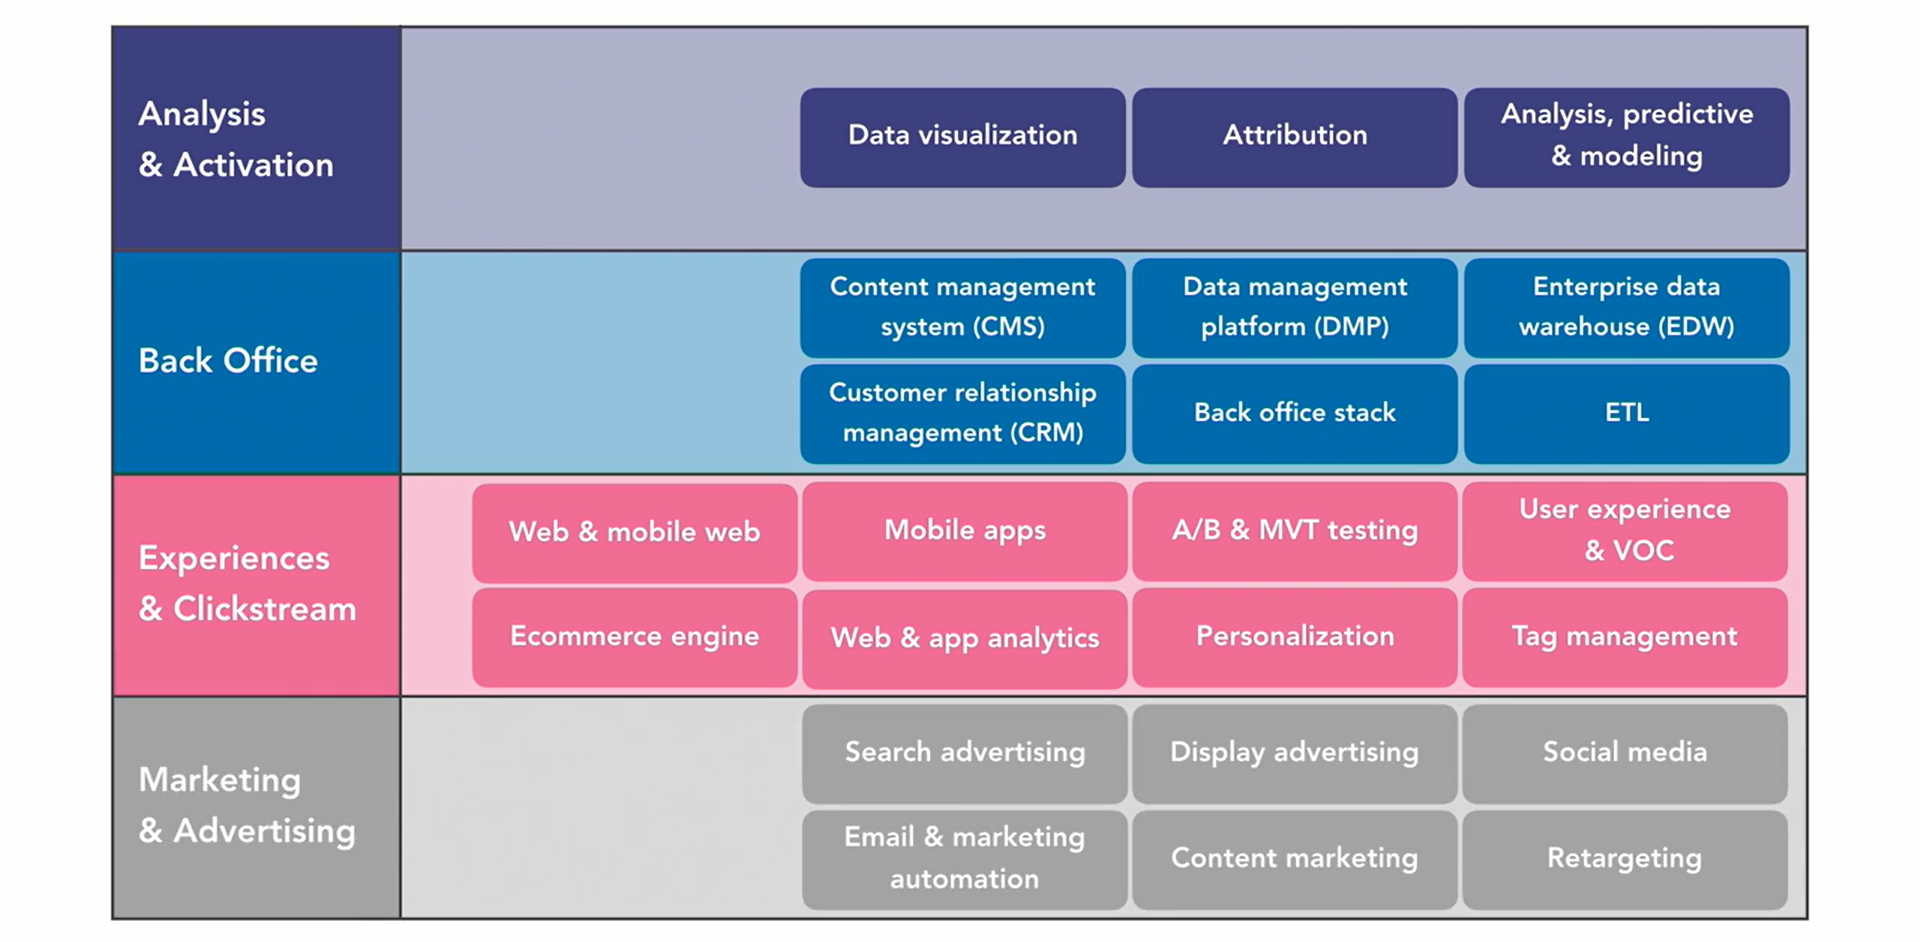 Analysis
& Activation
Data visualization
Attribution
Analysis, predictive
& modeling
Back Office
Content management
system (CMS)
Data management
platform (DMP)
Enterprise data
warehouse (EDW)
Customer relationship
management (CRM)
Back office stack
ETL
Experiences
& Clickstream
Web & mobile web
Mobile apps
A/B & MVT testing
User experience
& VOC
Ecommerce engine
Web & app analytics
Personalization
Tag management
Marketing
& Advertising
Search advertising
Display advertising
Social media
Email & marketing
automation
Content marketing
Retargeting